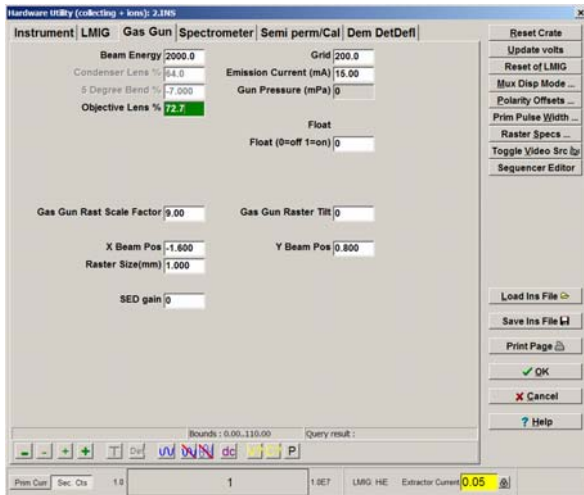 Hardware Utility (collecting + ions): 2.INS
Instrument LMIG Gas Gun Spectrometer Semi perm/Cal Dem DetDefl
Beam Energy 2000.0 Grid 200.0
Condenser Lens % 64.0 Emission Current (mA) 15.00
5 Degree Bend % -7.000 Gun Pressure (mPa) 0
Objective Lens % 72.7
Float
Float (0=off 1=on) 0
Gas Gun Rast Scale Factor 9.00 Gas Gun Raster Tilt 0
X Beam Pos -1.600 Y Beam Pos 0.800
Raster Size(mm) 1.000
SED gain 0
Bounds : 0.00..110.00 Query result :
- - + + T Def dc P
Prim Curr Sec. Cts 1.0 1 1.0E7 LMIG: HiE Extractor Current 0.05
Reset Crate
Update volts
Reset of LMIG
Mux Disp Mode ...
Polarity Offsets ...
Prim Pulse Width ...
Raster Specs ...
Toggle Video Src
Sequencer Editor
Load Ins File
Save Ins File
Print Page
OK
Cancel
? Help